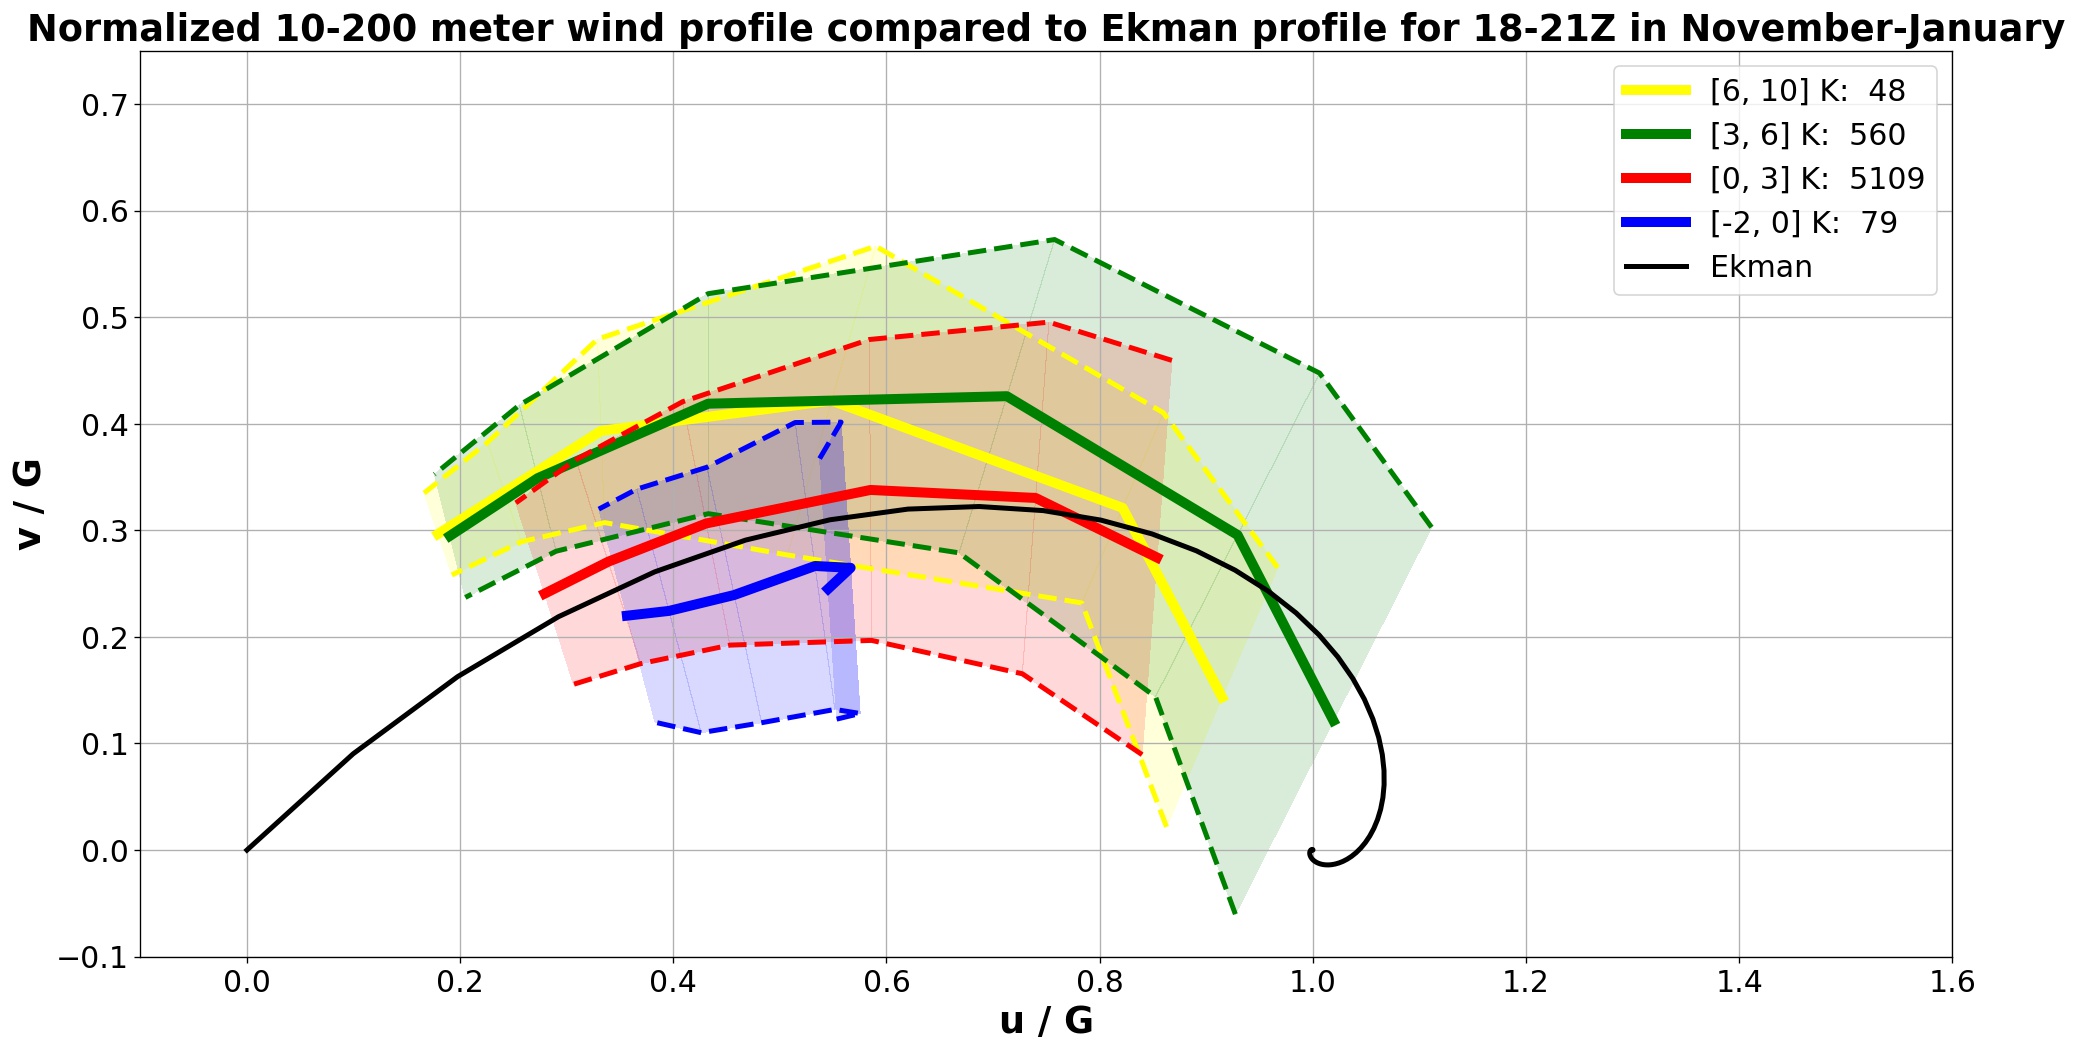 Normalized 10-200 meter wind profile compared to Ekman profile for 18-21Z in November-January
[6, 10] K:  48
[3, 6] K:  560
[0, 3] K:  5109
[-2, 0] K:  79
Ekman
v / G
0.7
0.6
0.5
0.4
0.3
0.2
0.1
0.0
−0.1
0.0 0.2 0.4 0.6 0.8 1.0 1.2 1.4 1.6
u / G